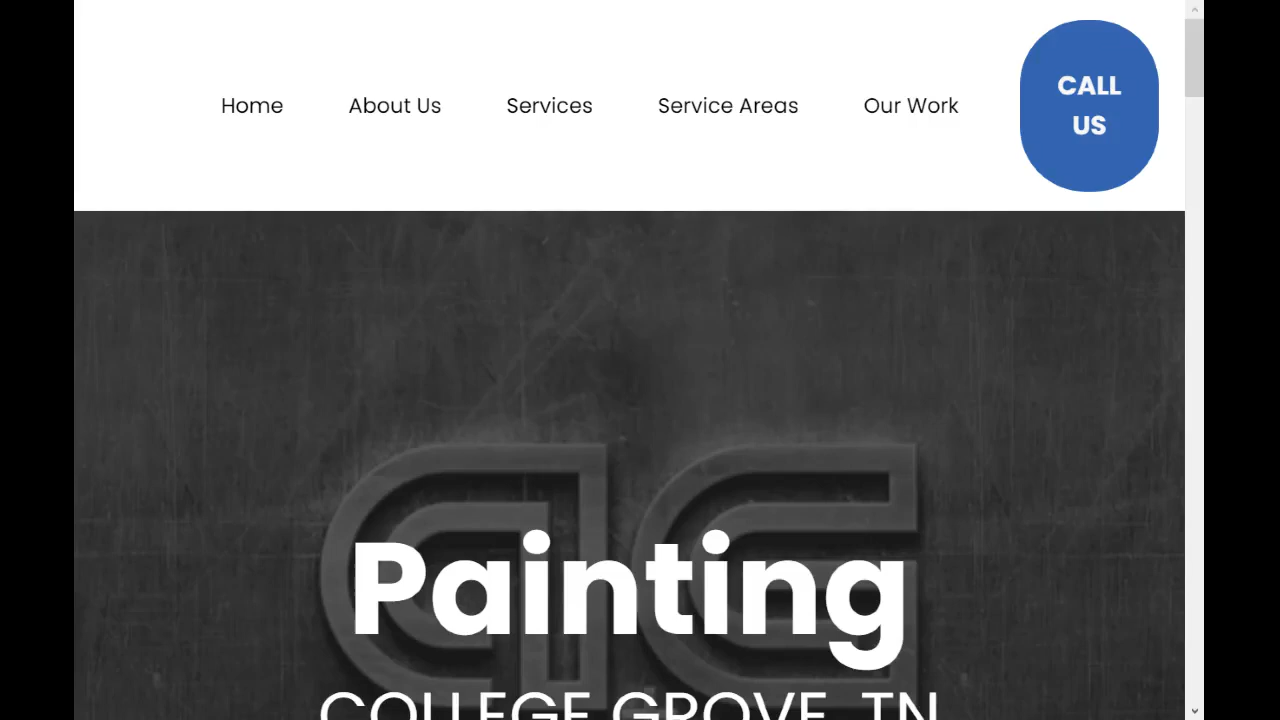 Home About Us Services Service Areas Our Work CALL
US
Painting
COLLEGE GROVE, TN